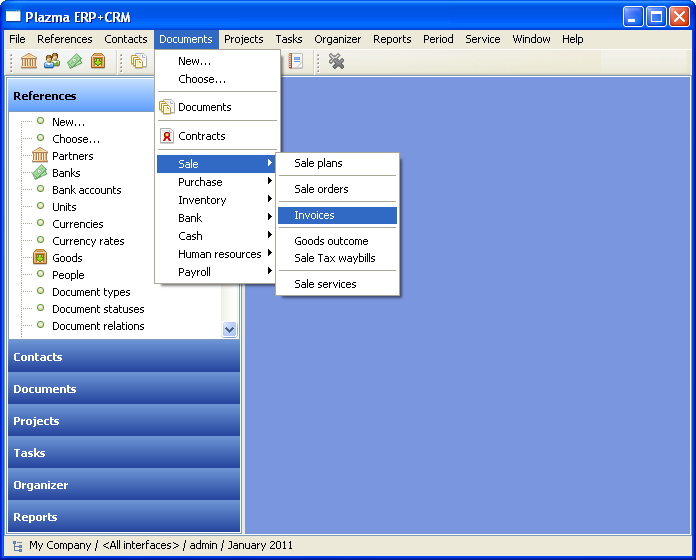 Plazma ERP+CRM
File References Contacts Documents Projects Tasks Organizer Reports Period Service Window Help
References
New...
Choose...
Partners
Banks
Bank accounts
Units
Currencies
Currency rates
Goods
People
Document types
Document statuses
Document relations
Contacts
Documents
Projects
Tasks
Organizer
Reports
New...
Choose...
Documents
Contracts
Sale
Purchase
Inventory
Bank
Cash
Human resources
Payroll
Sale plans
Sale orders
Invoices
Goods outcome
Sale Tax waybills
Sale services
My Company / <All interfaces> / admin / January 2011